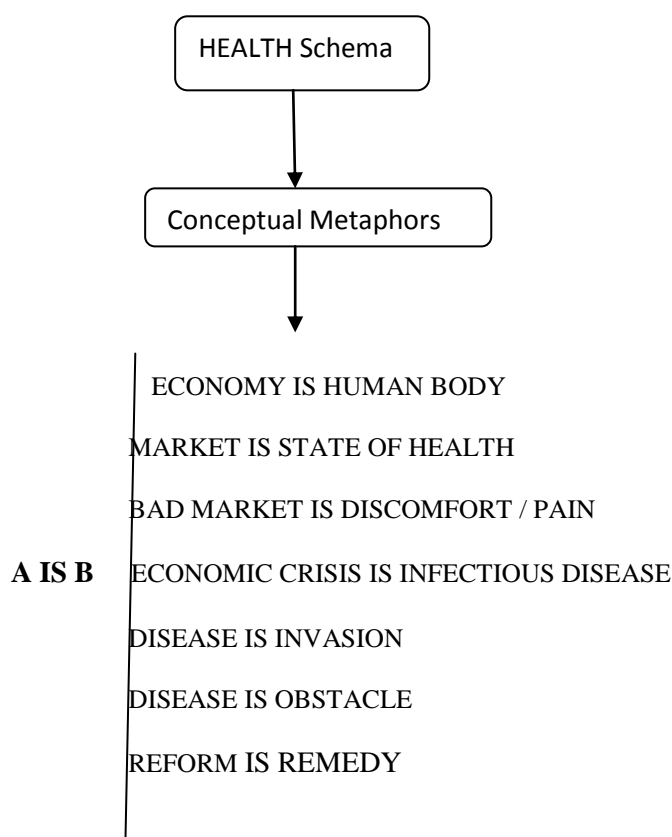 HEALTH Schema
Conceptual Metaphors
ECONOMY IS HUMAN BODY
MARKET IS STATE OF HEALTH
BAD MARKET IS DISCOMFORT / PAIN
A IS B ECONOMIC CRISIS IS INFECTIOUS DISEASE
DISEASE IS INVASION
DISEASE IS OBSTACLE
REFORM IS REMEDY